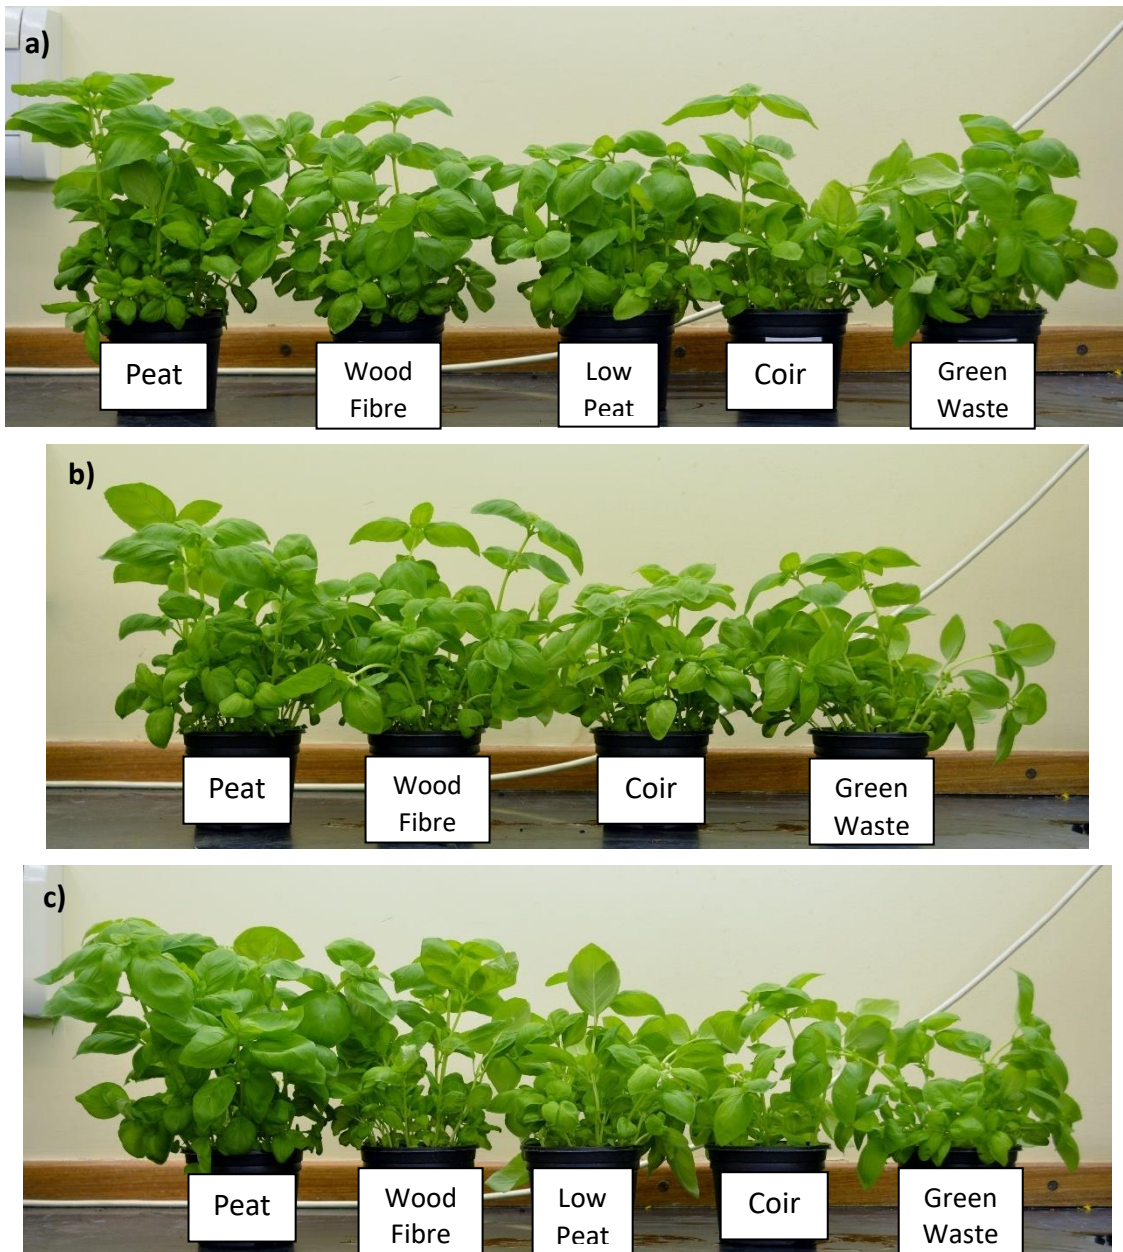 a)
Peat
Wood
Fibre
Low
Peat
Coir
Green
Waste
b)
Peat
Wood
Fibre
Coir
Green
Waste
c)
Peat
Wood
Fibre
Low
Peat
Coir
Green
Waste